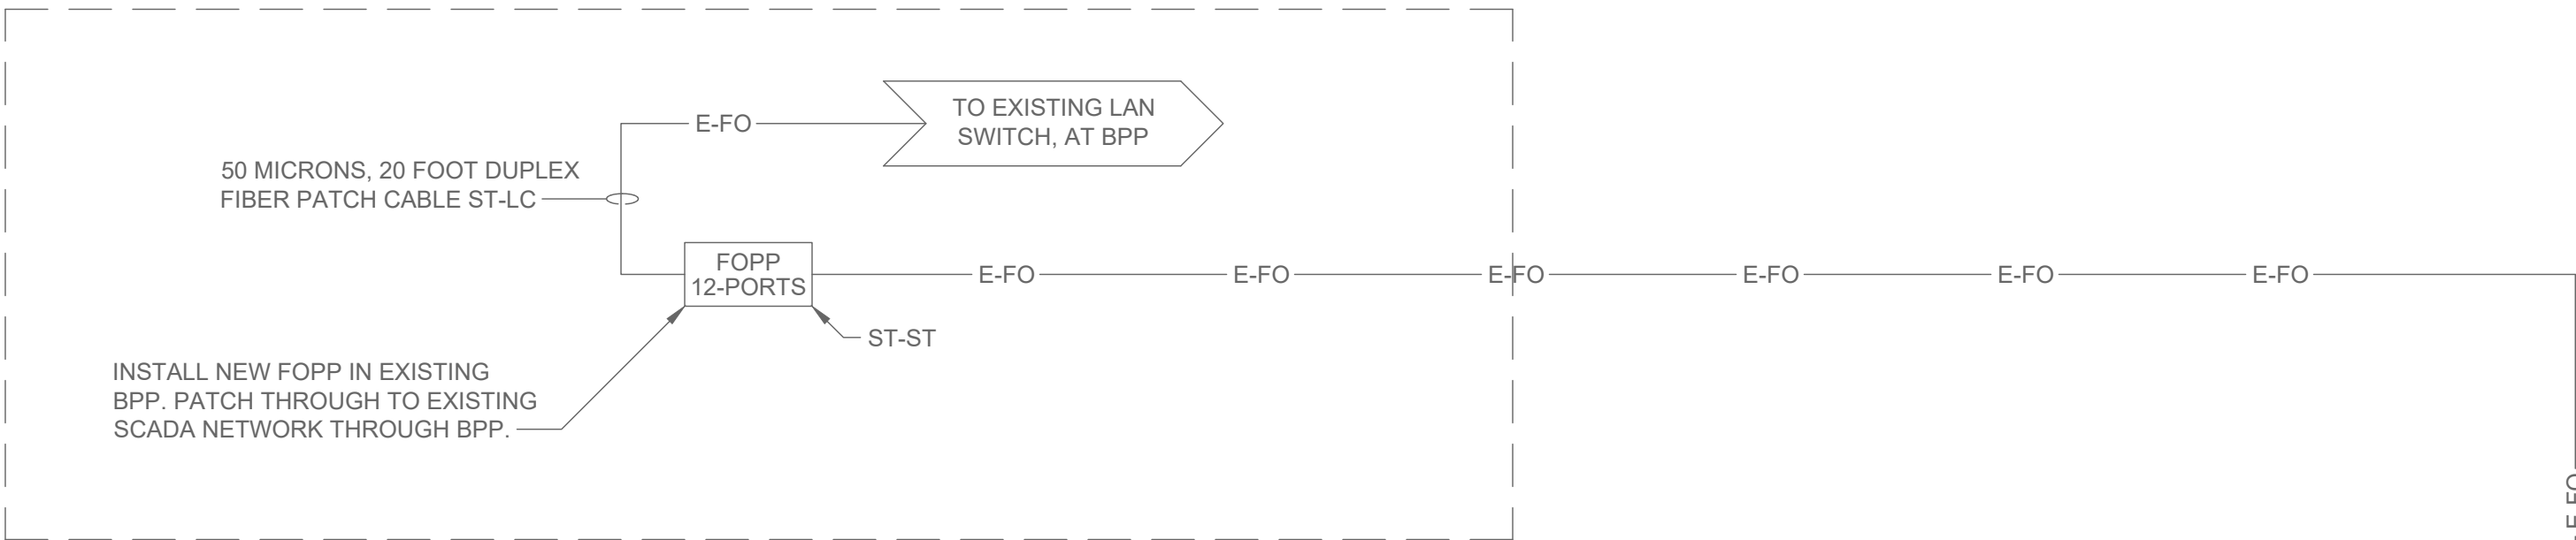 E-FO
TO EXISTING LAN
SWITCH, AT BPP
50 MICRONS, 20 FOOT DUPLEX
FIBER PATCH CABLE ST-LC
FOPP
12-PORTS
E-FO
E-FO
E-FO
E-FO
E-FO
E-FO
ST-ST
INSTALL NEW FOPP IN EXISTING
BPP. PATCH THROUGH TO EXISTING
SCADA NETWORK THROUGH BPP.
E-FO